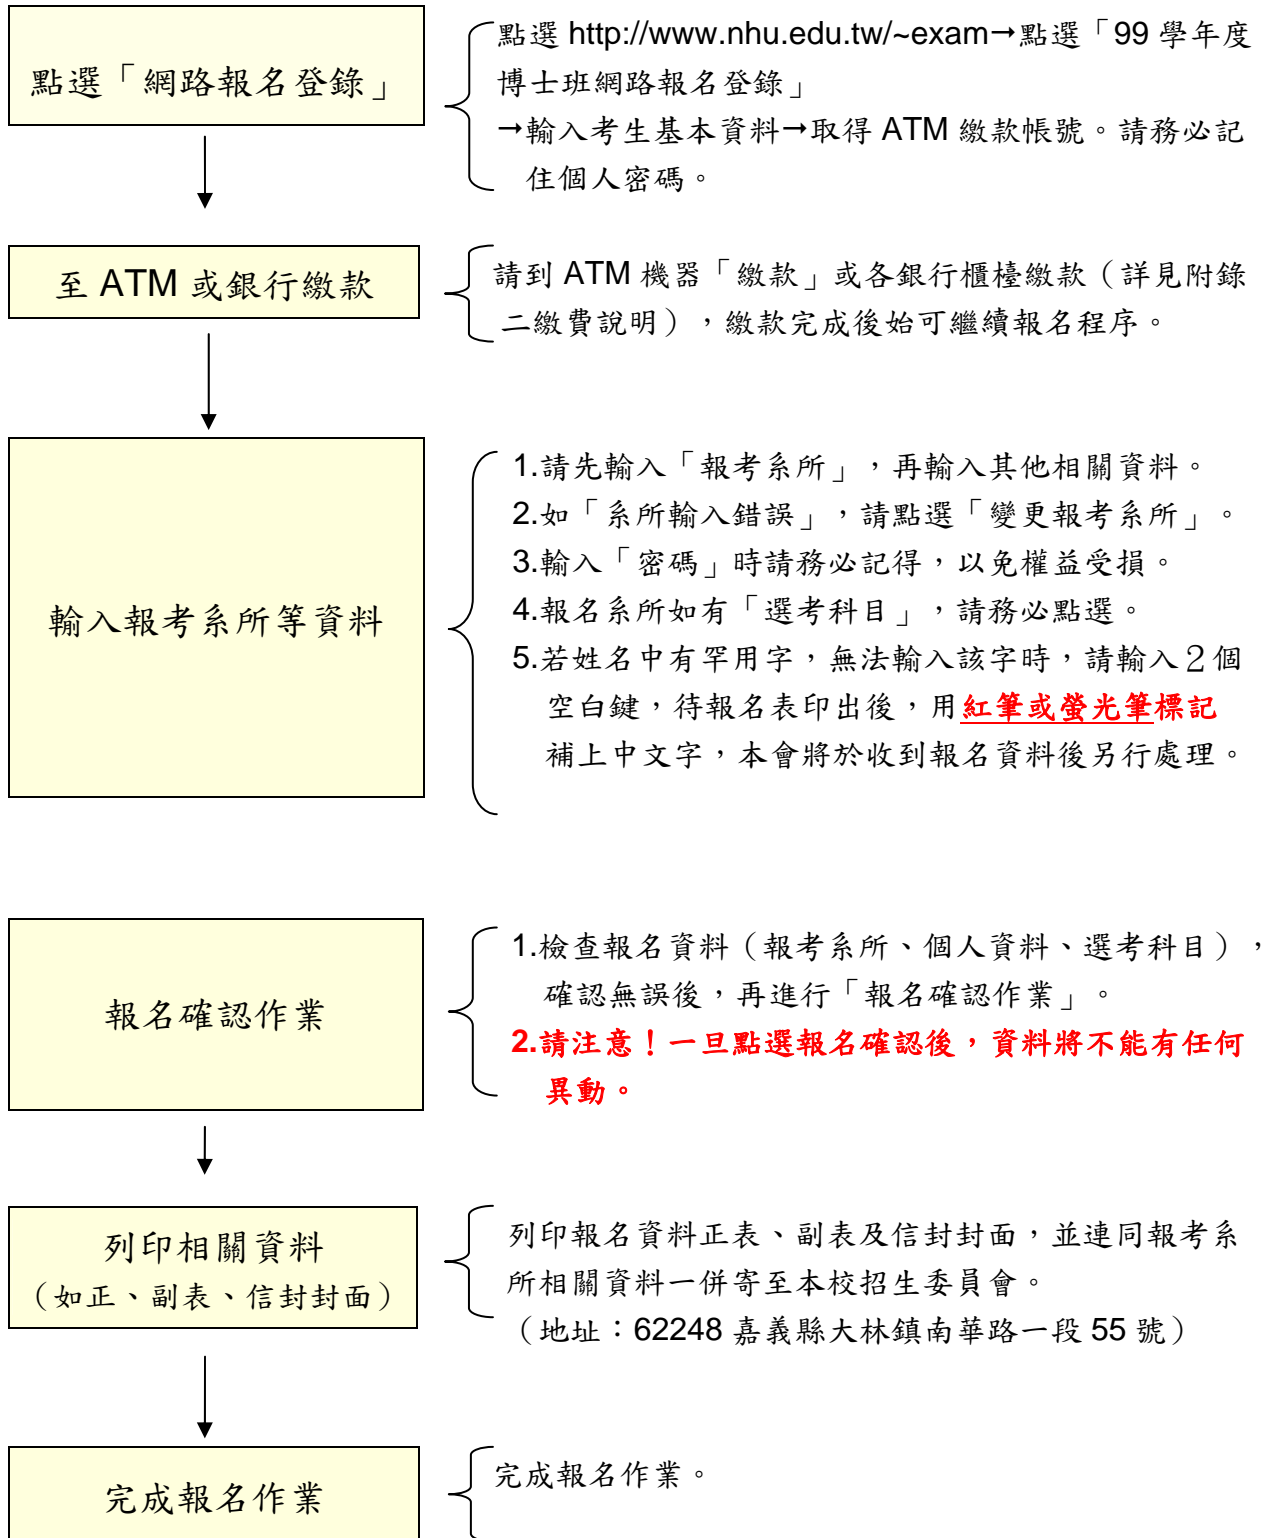 點選「網路報名登錄」
點選 http://www.nhu.edu.tw/~exam→點選「99 學年度
博士班網路報名登錄」
→輸入考生基本資料→取得 ATM 繳款帳號。請務必記
住個人密碼。
至 ATM 或銀行繳款
請到 ATM 機器「繳款」或各銀行櫃檯繳款（詳見附錄
二繳費說明），繳款完成後始可繼續報名程序。
輸入報考系所等資料
1.請先輸入「報考系所」，再輸入其他相關資料。
2.如「系所輸入錯誤」，請點選「變更報考系所」。
3.輸入「密碼」時請務必記得，以免權益受損。
4.報名系所如有「選考科目」，請務必點選。
5.若姓名中有罕用字，無法輸入該字時，請輸入２個
空白鍵，待報名表印出後，用紅筆或螢光筆標記
補上中文字，本會將於收到報名資料後另行處理。
報名確認作業
1.檢查報名資料（報考系所、個人資料、選考科目），
確認無誤後，再進行「報名確認作業」。
2.請注意！一旦點選報名確認後，資料將不能有任何
異動。
列印相關資料
（如正、副表、信封封面）
列印報名資料正表、副表及信封封面，並連同報考系
所相關資料一併寄至本校招生委員會。
（地址：62248 嘉義縣大林鎮南華路一段 55 號）
完成報名作業
完成報名作業。